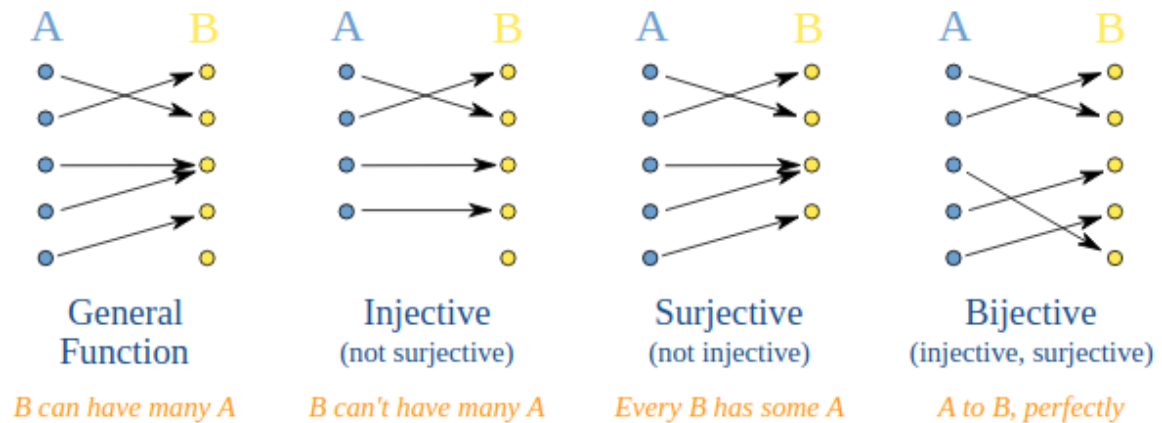 A B
A B
A B
A B
General
Function
B can have many A
Injective
(not surjective)
B can't have many A
Surjective
(not injective)
Every B has some A
Bijective
(injective, surjective)
A to B, perfectly